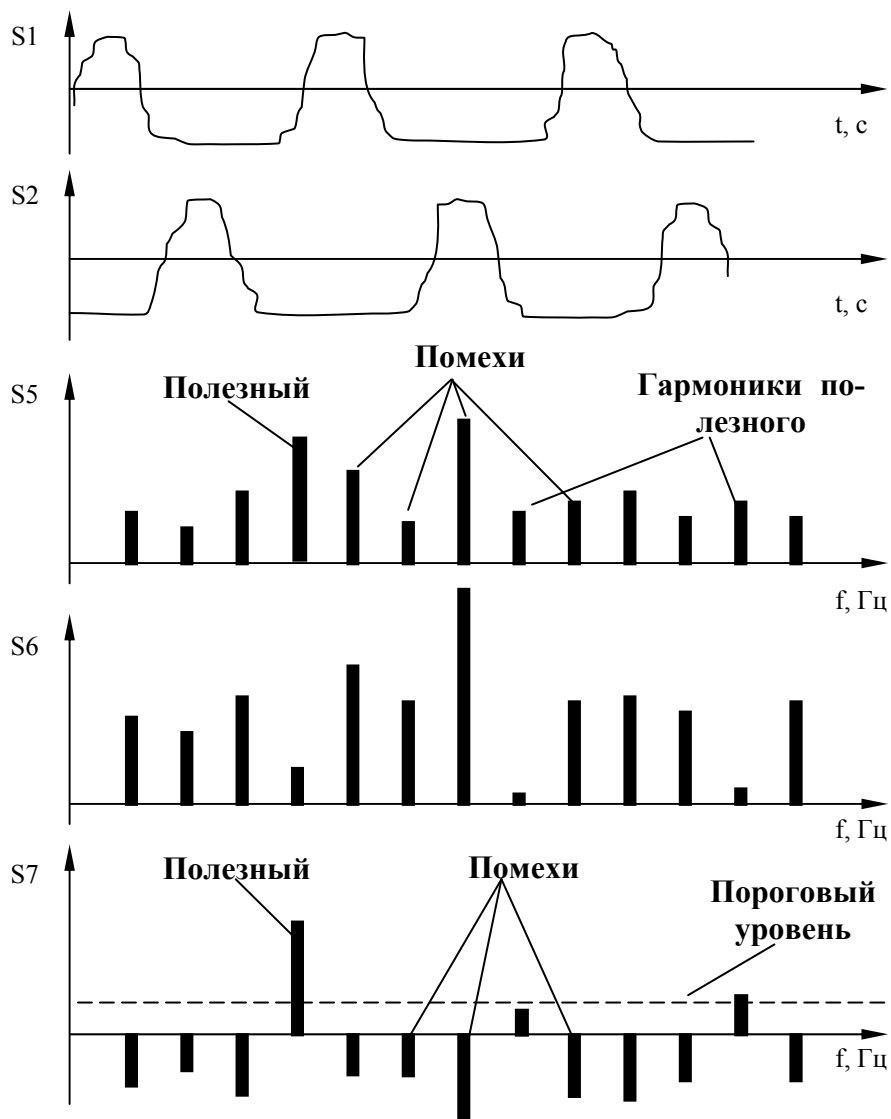 S1
t, с
S2
t, с
S5
Полезный
Помехи
Гармоники по-
лезного
f, Гц
S6
f, Гц
S7
Полезный
Помехи
Пороговый
уровень
f, Гц